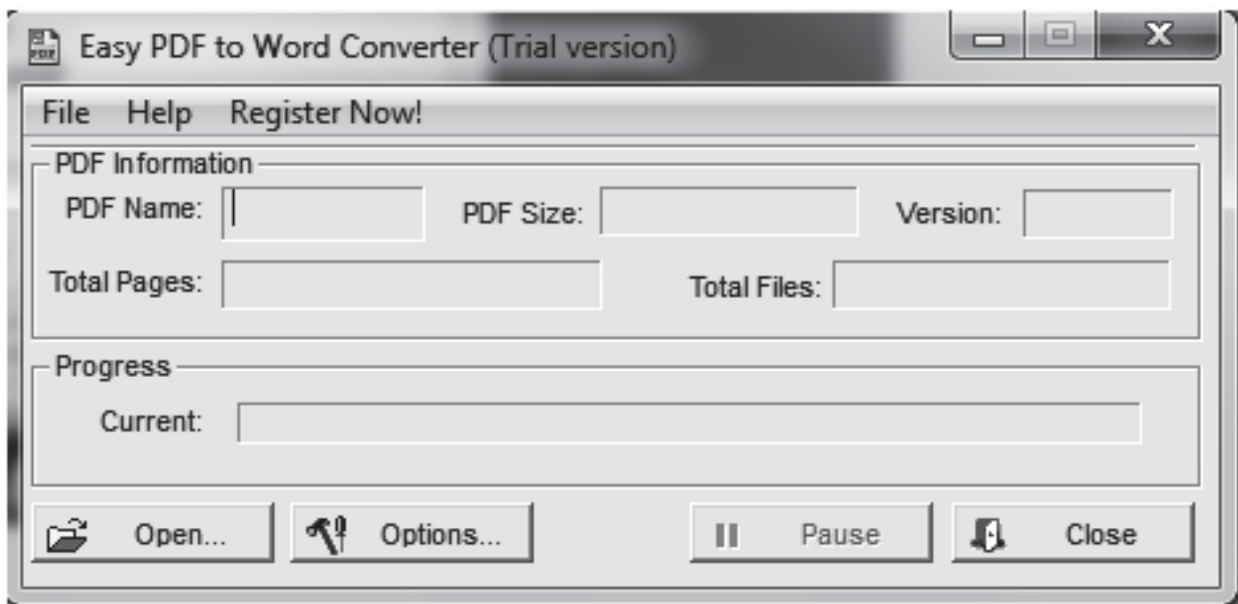 Easy PDF to Word Converter (Trial version)
File Help Register Now!
PDF Information
PDF Name: PDF Size: Version:
Total Pages: Total Files:
Progress
Current:
Open... Options... Pause Close